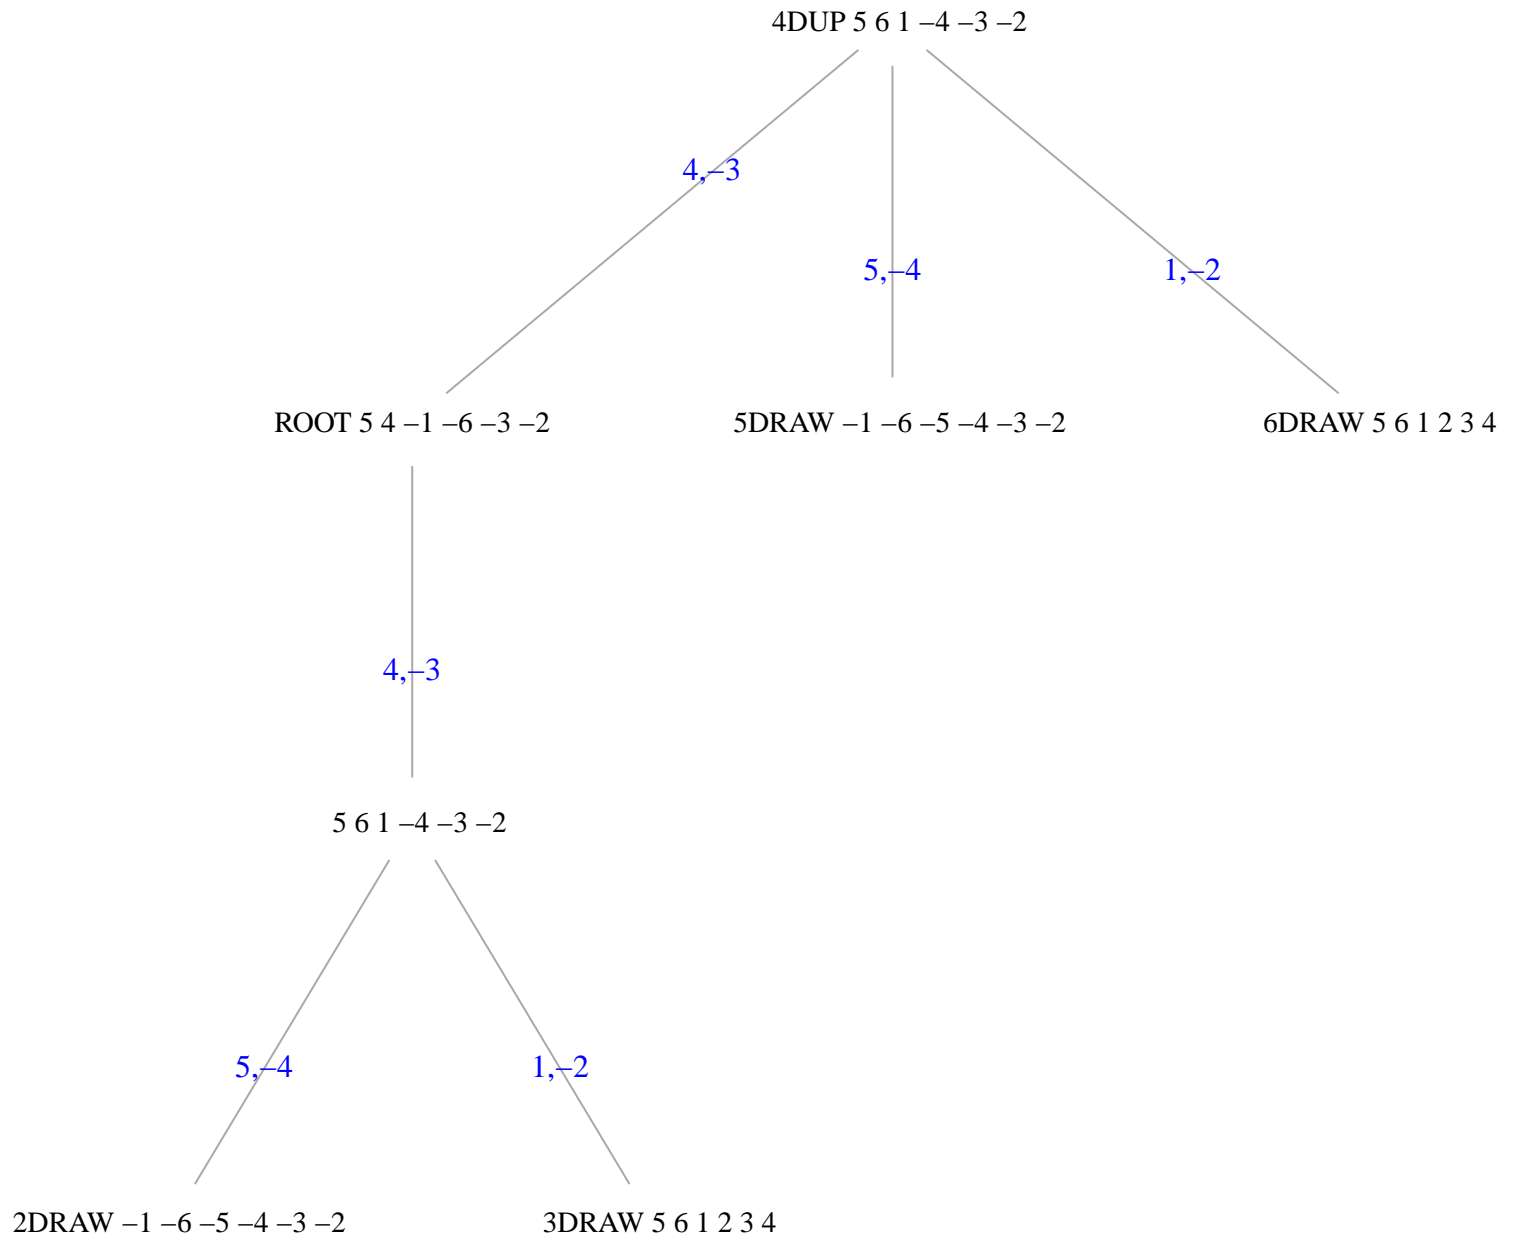 4DUP 5 6 1 –4 –3 –2
4,–3
5,–4
1,–2
ROOT 5 4 –1 –6 –3 –2
5DRAW –1 –6 –5 –4 –3 –2
6DRAW 5 6 1 2 3 4
4,–3
5 6 1 –4 –3 –2
5,–4
1,–2
2DRAW –1 –6 –5 –4 –3 –2
3DRAW 5 6 1 2 3 4